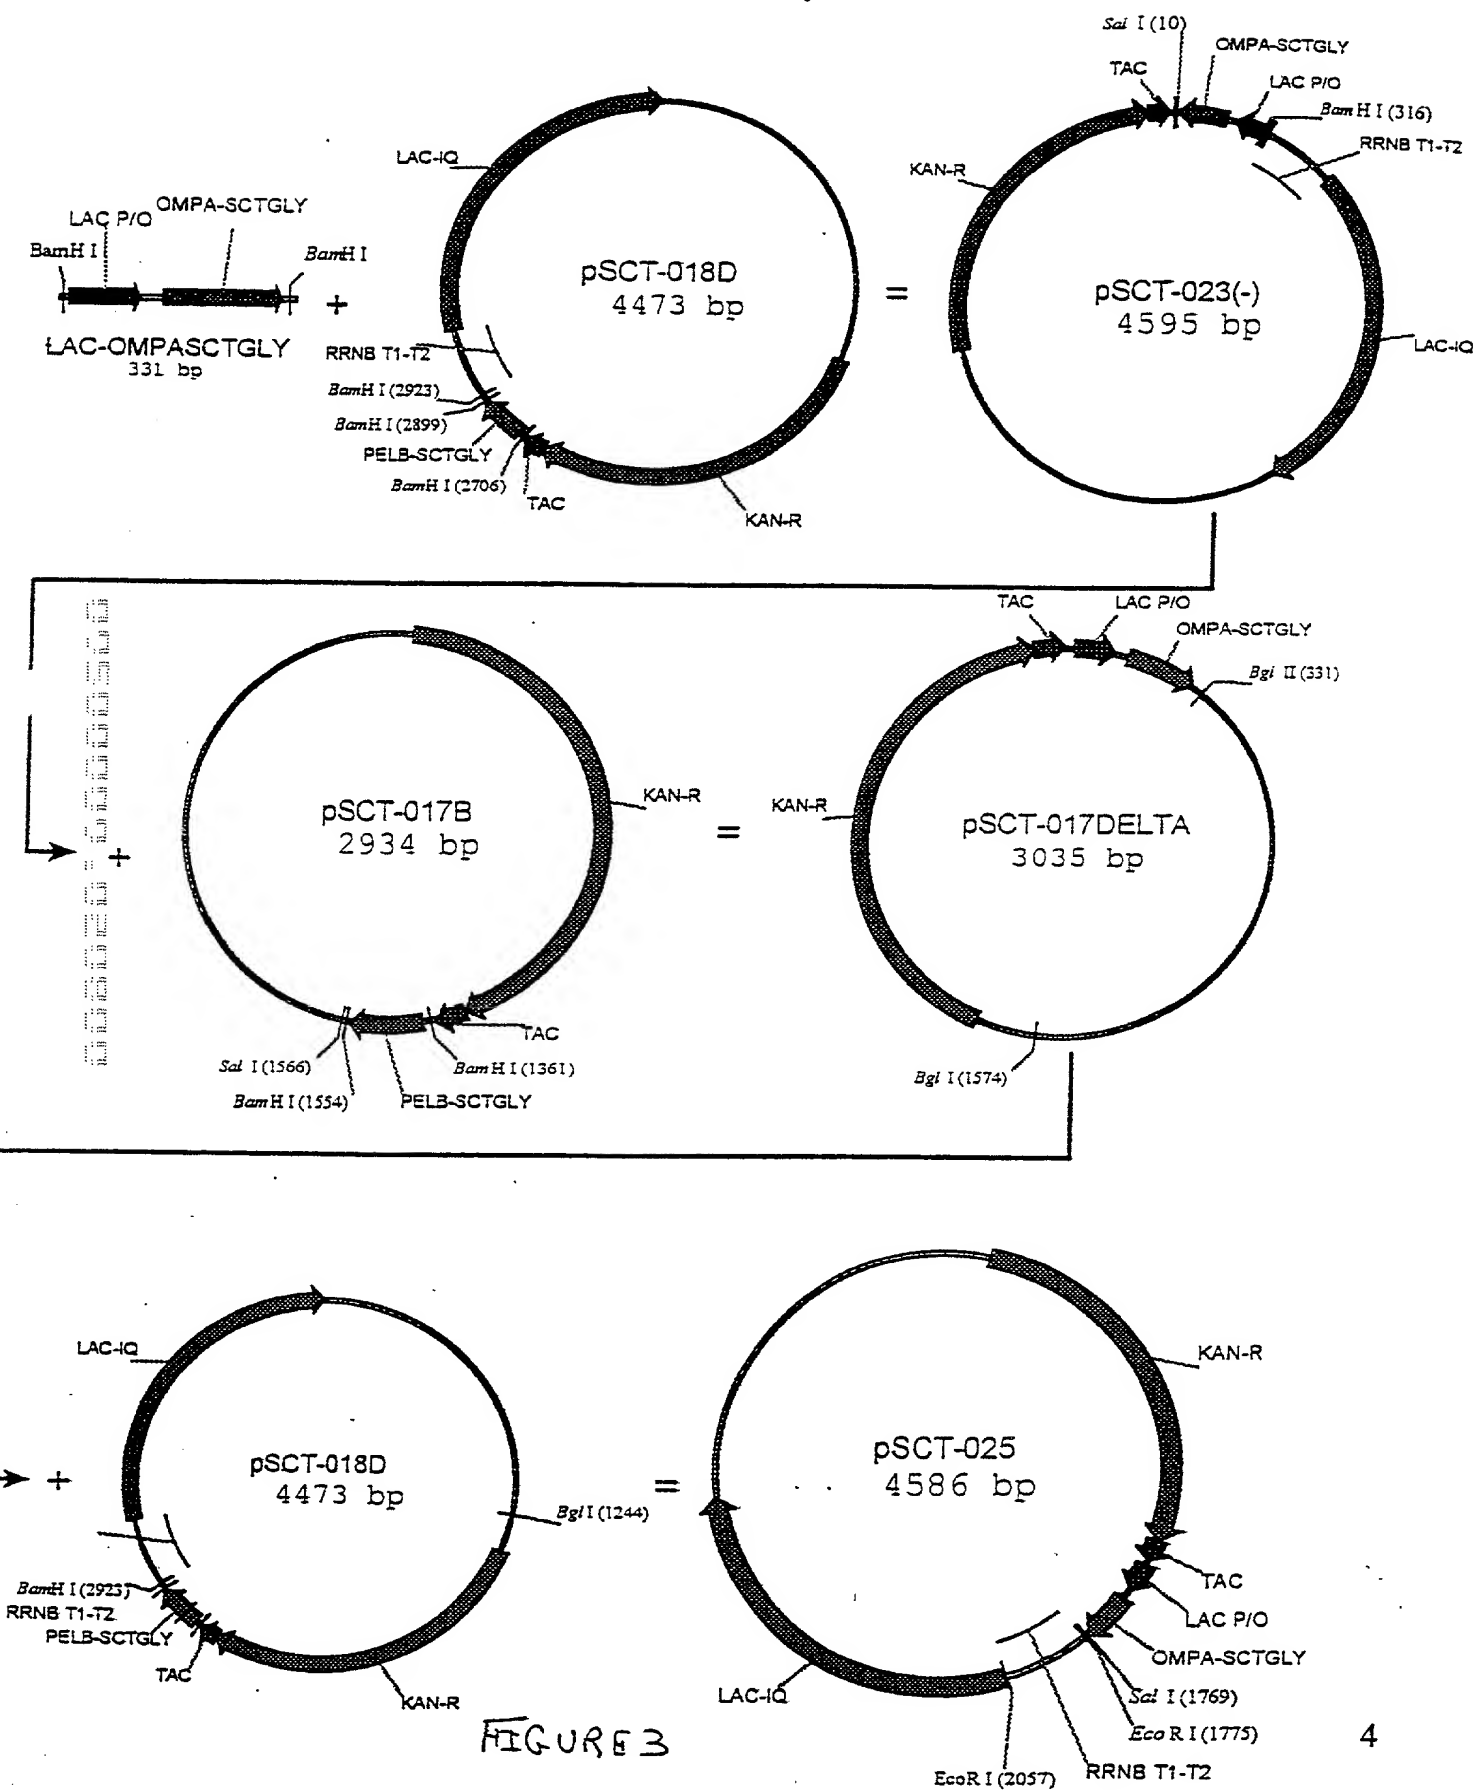 LAC P/O
OMPA-SCTGLY
BamH I
BamH I
+
LAC-OMPASCTGLY
331 bp
LAC-IQ
pSCT-018D
4473 bp
RRNB T1-T2
BamH I (2923)
BamH I (2899)
PELB-SCTGLY
BamH I (2706)
TAC
KAN-R
=
Sal I (10)
OMPA-SCTGLY
TAC
LAC P/O
BamH I (316)
RRNB T1-T2
KAN-R
pSCT-023(-)
4595 bp
LAC-IQ
+
pSCT-017B
2934 bp
KAN-R
TAC
Sal I (1566)
BamH I (1361)
BamH I (1554)
PELB-SCTGLY
=
TAC
LAC P/O
OMPA-SCTGLY
Bgl II (331)
KAN-R
pSCT-017DELTA
3035 bp
Bgl I (1574)
+
LAC-IQ
pSCT-018D
4473 bp
Bgl I (1244)
BamH I (2923)
RRNB T1-T2
PELB-SCTGLY
TAC
KAN-R
=
pSCT-025
4586 bp
KAN-R
TAC
LAC P/O
OMPA-SCTGLY
Sal I (1769)
EcoR I (1775)
RRNB T1-T2
EcoR I (2057)
LAC-IQ
FIGURE 3
4